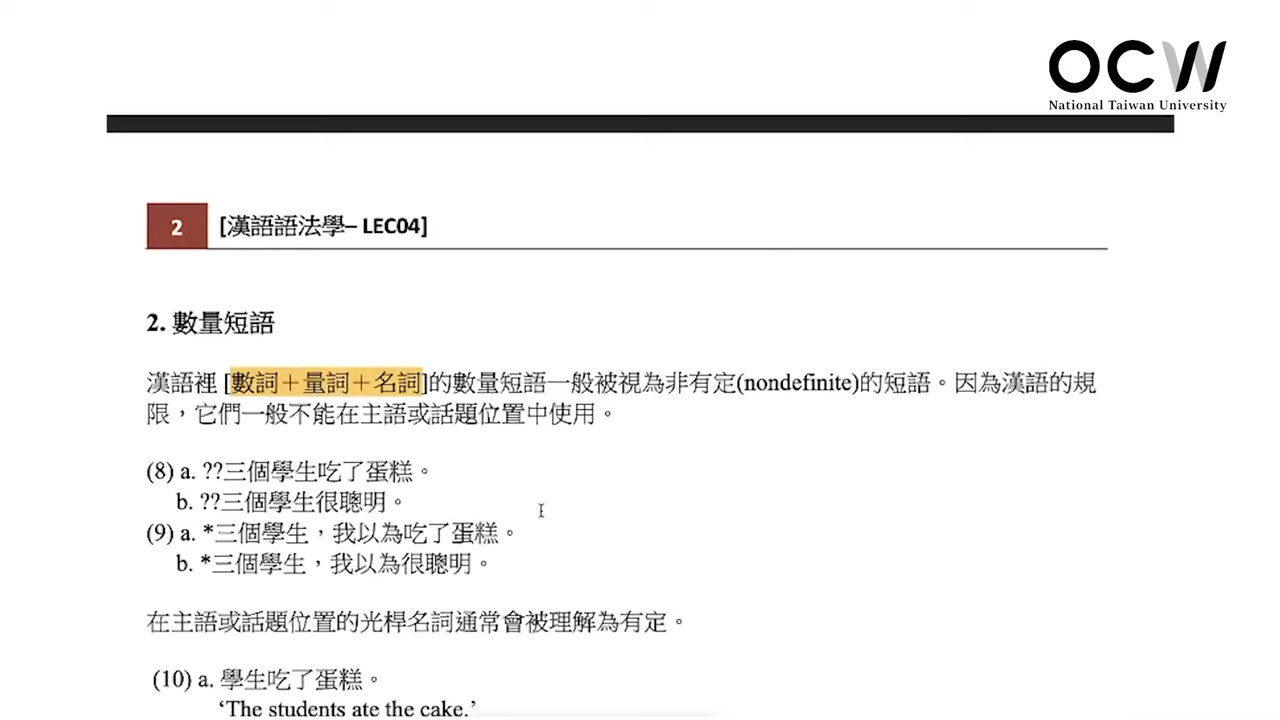 OCW
National Taiwan University
2 [漢語語法學– LEC04]
2. 數量短語
漢語裡 [數詞＋量詞＋名詞]的數量短語一般被視為非有定(nondefinite)的短語。因為漢語的規
限，它們一般不能在主語或話題位置中使用。
(8) a. ??三個學生吃了蛋糕。
b. ??三個學生很聰明。
(9) a. *三個學生，我以為吃了蛋糕。
b. *三個學生，我以為很聰明。
在主語或話題位置的光桿名詞通常會被理解為有定。
(10) a. 學生吃了蛋糕。
‘The students ate the cake.’